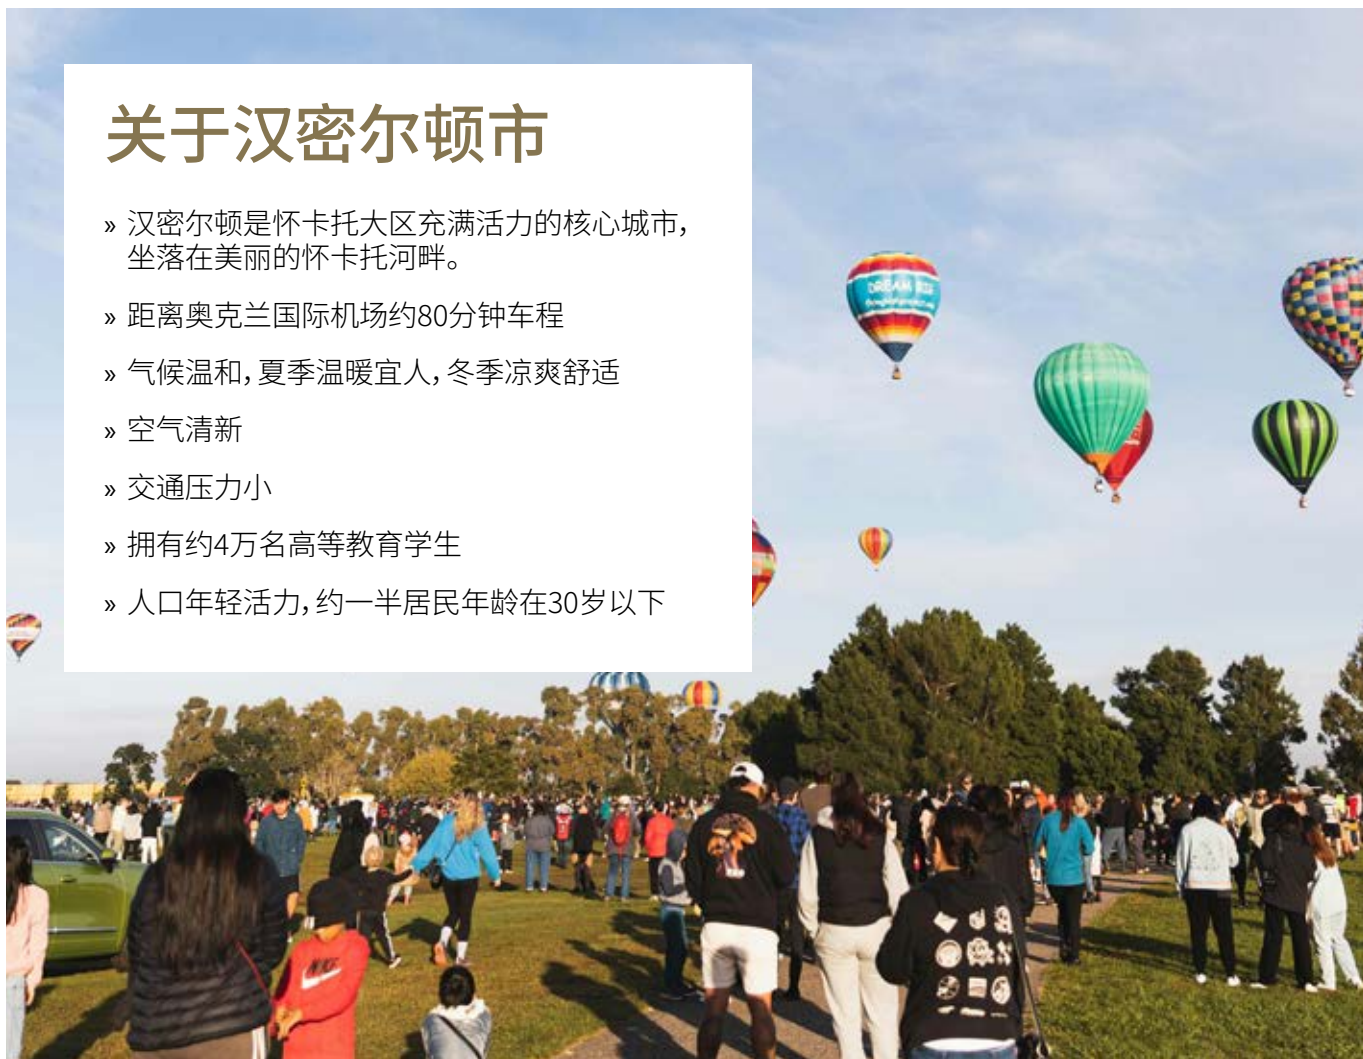 关于汉密尔顿市
» 汉密尔顿是怀卡托大区充满活力的核心城市，
坐落在美丽的怀卡托河畔。
» 距离奥克兰国际机场约80分钟车程
» 气候温和，夏季温暖宜人，冬季凉爽舒适
» 空气清新
» 交通压力小
» 拥有约4万名高等教育学生
» 人口年轻活力，约一半居民年龄在30岁以下
DREAM BIG
NIKE